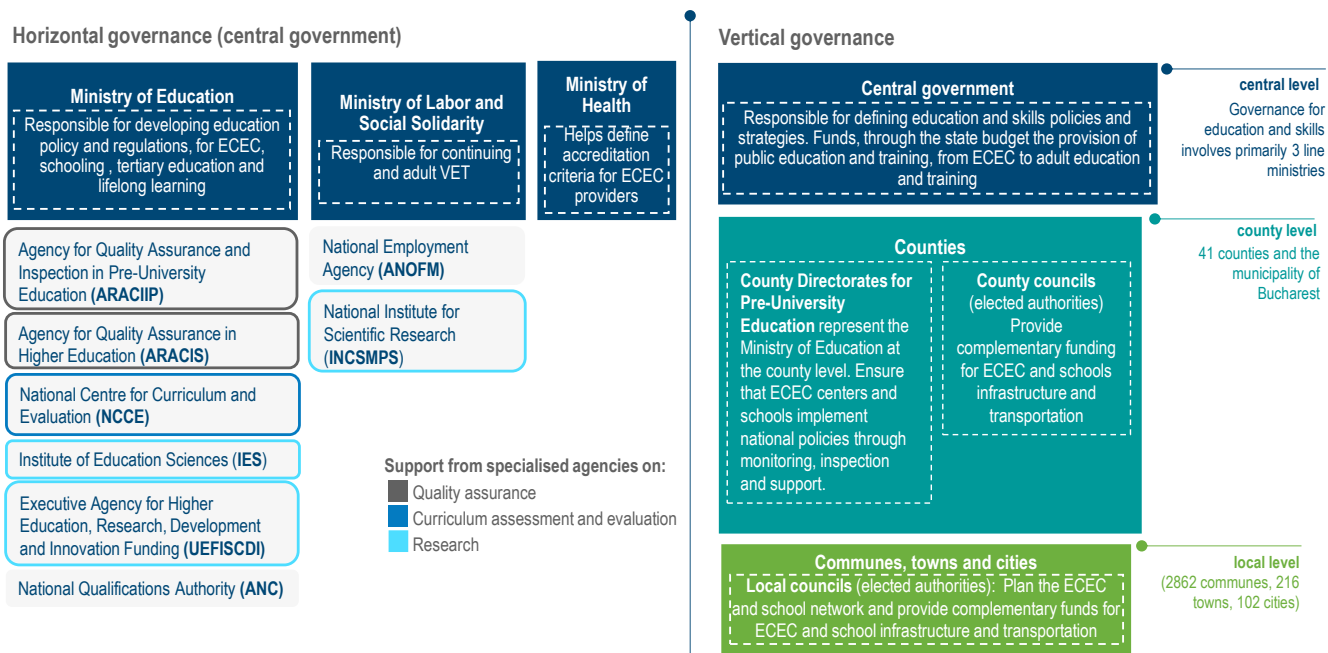 Horizontal governance (central government)
Ministry of Education
Responsible for developing education
policy and regulations, for ECEC,
schooling , tertiary education and
lifelong learning
Ministry of Labor and
Social Solidarity
Responsible for continuing
and adult VET
Ministry of
Health
Helps define
accreditation
criteria for ECEC
providers
Agency for Quality Assurance and
Inspection in Pre-University
Education (ARACIIP)
Agency for Quality Assurance in
Higher Education (ARACIS)
National Centre for Curriculum and
Evaluation (NCCE)
Institute of Education Sciences (IES)
Executive Agency for Higher
Education, Research, Development
and Innovation Funding (UEFISCDI)
National Qualifications Authority (ANC)
National Employment
Agency (ANOFM)
National Institute for
Scientific Research
(INCSMPS)
Support from specialised agencies on:
Quality assurance
Curriculum assessment and evaluation
Research
Vertical governance
Central government
Responsible for defining education and skills policies and
strategies. Funds, through the state budget the provision of
public education and training, from ECEC to adult education
and training
central level
Governance for
education and skills
involves primarily 3 line
ministries
Counties
County Directorates for
Pre-University
Education represent the
Ministry of Education at
the county level. Ensure
that ECEC centers and
schools implement
national policies through
monitoring, inspection
and support.
County councils
(elected authorities)
Provide
complementary funding
for ECEC and schools
infrastructure and
transportation
county level
41 counties and the
municipality of
Bucharest
Communes, towns and cities
Local councils (elected authorities): Plan the ECEC
and school network and provide complementary funds for
ECEC and school infrastructure and transportation
local level
(2862 communes, 216
towns, 102 cities)